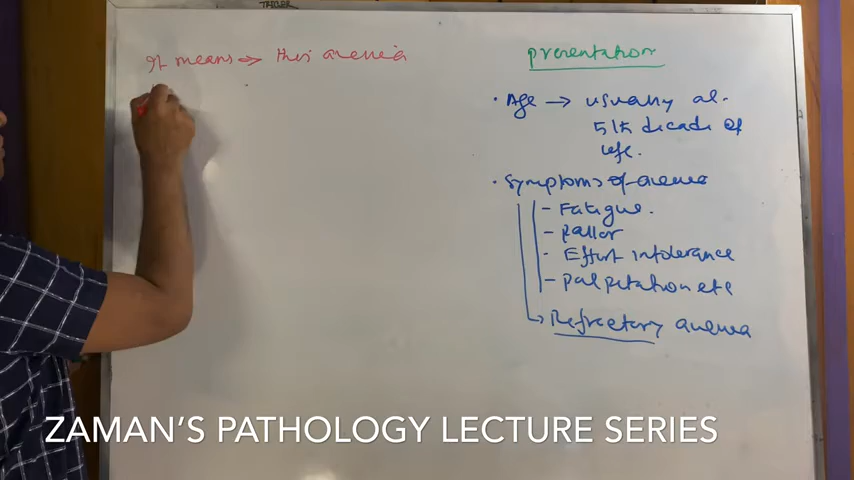 It means → this anemia
presentation
• Age → usually at
5th decade of
life.
• Symptoms of anemia
- Fatigue.
- pallor
- Effort intolerance
- palpitation etc
→ Refractory anemia
ZAMAN'S PATHOLOGY LECTURE SERIES